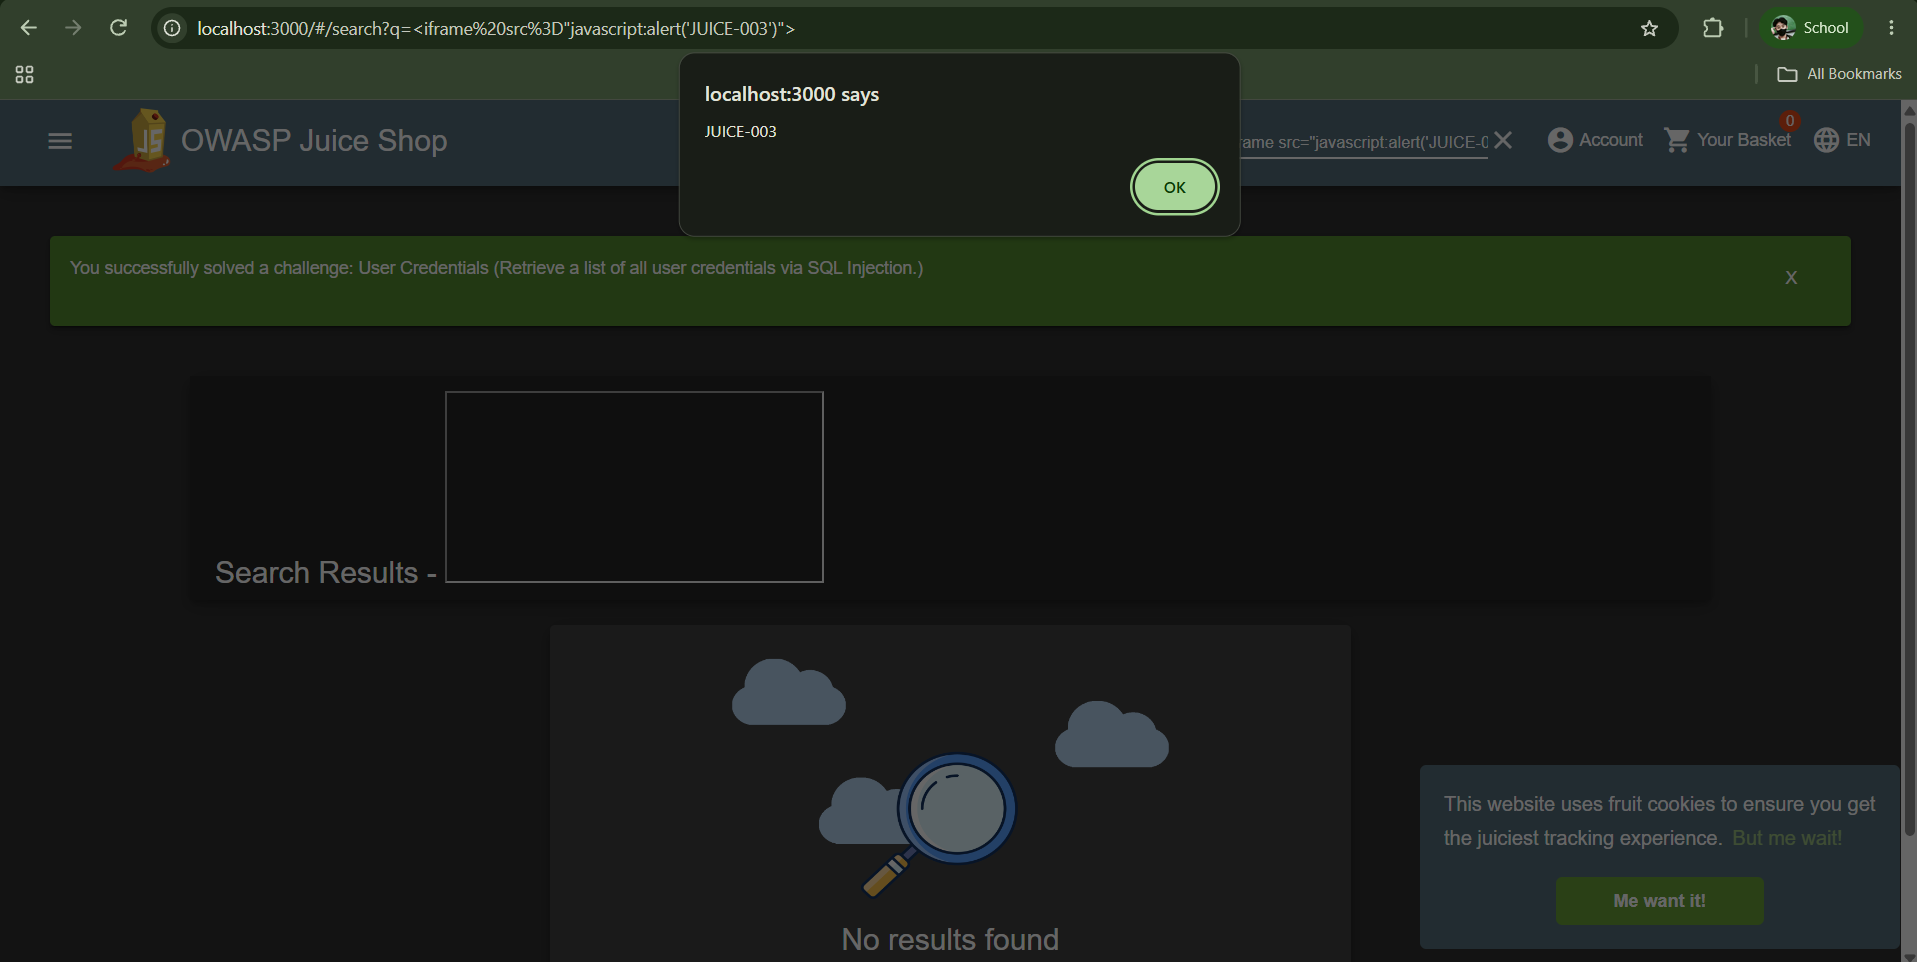 localhost:3000/#/search?q=<iframe%20src%3D"javascript:alert('JUICE-003')">
School
All Bookmarks
localhost:3000 says
JUICE-003
OK
JS
OWASP Juice Shop
rame src="javascript:alert('JUICE-0
Account
0
Your Basket
EN
You successfully solved a challenge: User Credentials (Retrieve a list of all user credentials via SQL Injection.)
X
Search Results -
No results found
This website uses fruit cookies to ensure you get
the juiciest tracking experience. But me wait!
Me want it!